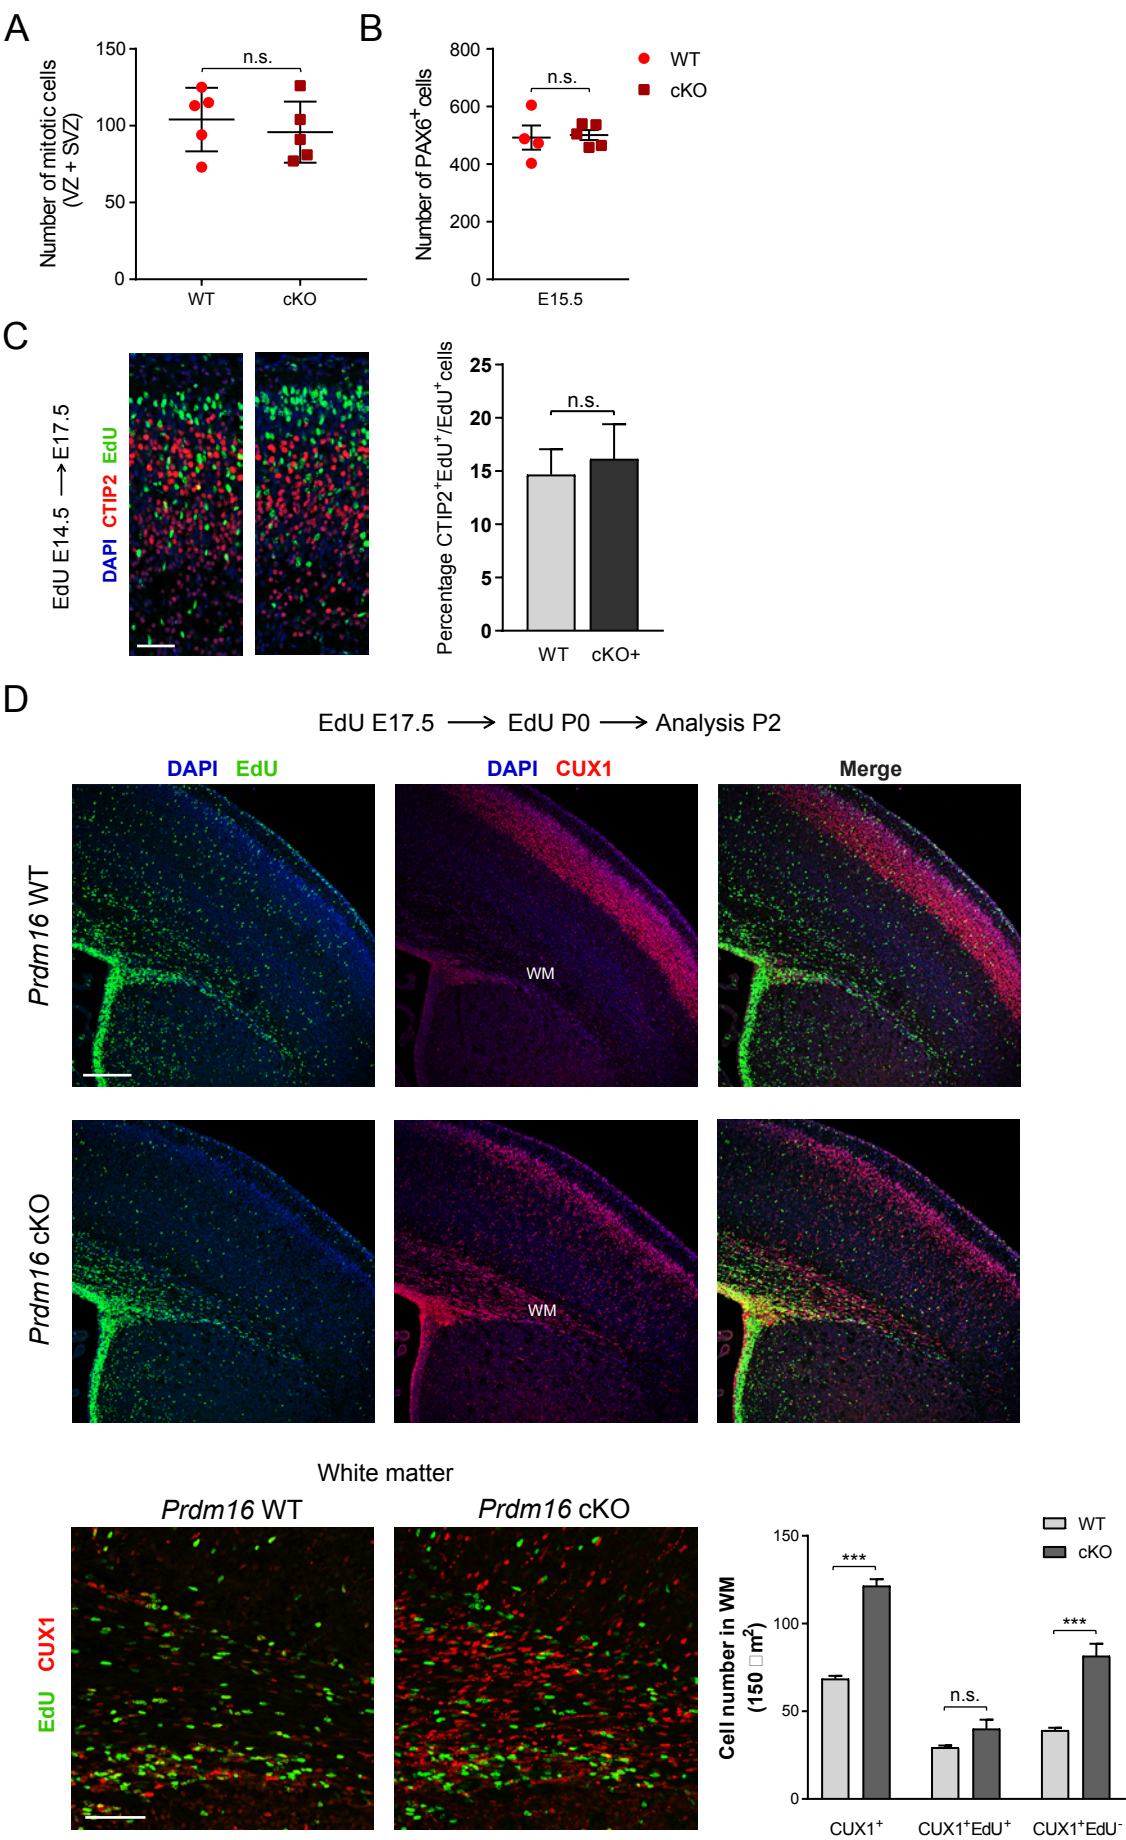 A
Number of mitotic cells
(VZ + SVZ)
150
100
50
0
n.s.
WT
cKO
B
Number of PAX6+ cells
800
600
400
200
0
n.s.
E15.5
WT
cKO
C
EdU E14.5 → E17.5
DAPI CTIP2 EdU
Percentage CTIP2+EdU+/EdU+cells
25
20
15
10
5
0
n.s.
WT
cKO+
D
EdU E17.5 → EdU P0 → Analysis P2
DAPI EdU
DAPI CUX1
Merge
Prdm16 WT
WM
Prdm16 cKO
WM
White matter
Prdm16 WT
Prdm16 cKO
EdU CUX1
Cell number in WM
(150 □m²)
150
100
50
0
***
n.s.
***
WT
cKO
CUX1+
CUX1+EdU+
CUX1+EdU-